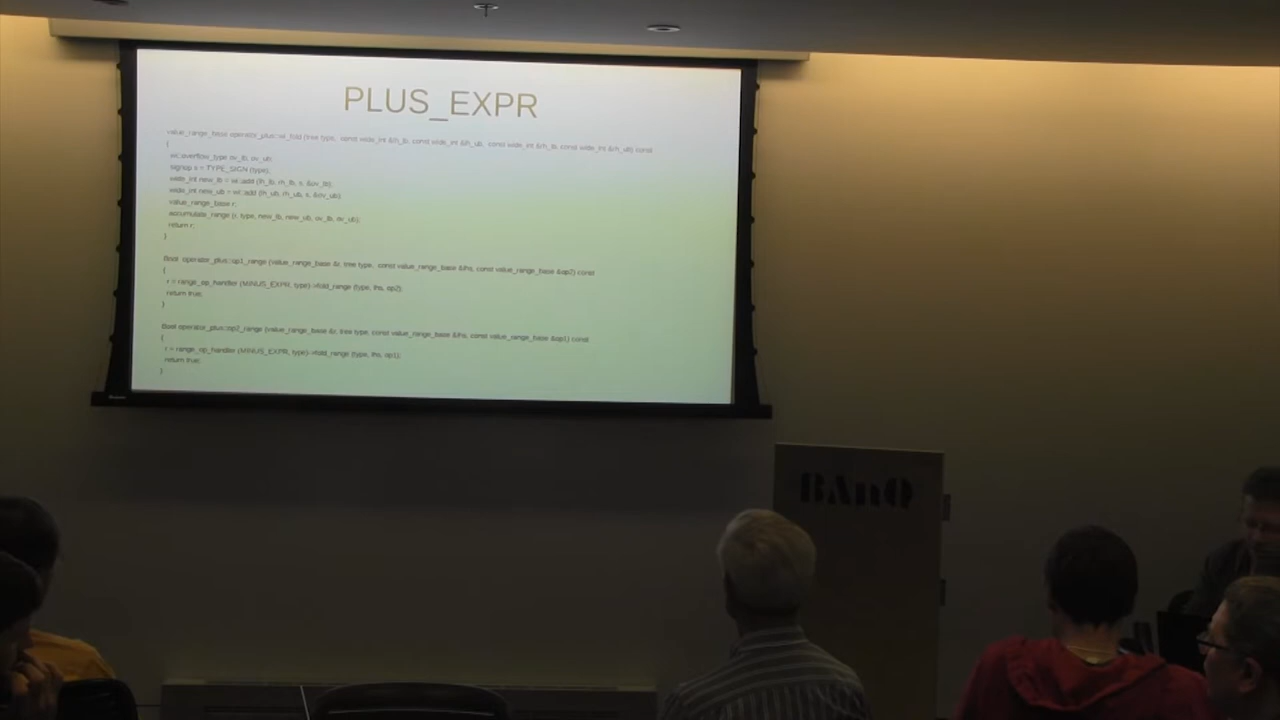 PLUS_EXPR
value_range_base operator_plus::wi_fold (tree type, const wide_int &lh_lb, const wide_int &lh_ub, const wide_int &rh_lb, const wide_int &rh_ub) const
{
wi::overflow_type ov_lb, ov_ub;
signop s = TYPE_SIGN (type);
wide_int new_lb = wi::add (lh_lb, rh_lb, s, &ov_lb);
wide_int new_ub = wi::add (lh_ub, rh_ub, s, &ov_ub)
value_range_base r;
accumulate_range (r, type, new_lb, new_ub, ov_lb, ov_ub);
return r;
}
Bool operator_plus::op1_range (value_range_base &r, tree type, const value_range_base &lhs, const value_range_base &op2) const
{
r = range_op_handler (MINUS_EXPR, type)->fold_range (type, lhs, op2);
return true;
}
Bool operator_plus::op2_range (value_range_base &r, tree type, const value_range_base &lhs, const value_range_base &op1) const
{
r = range_op_handler (MINUS_EXPR, type)->fold_range (type, lhs, op1);
return true;
}
BAnQ